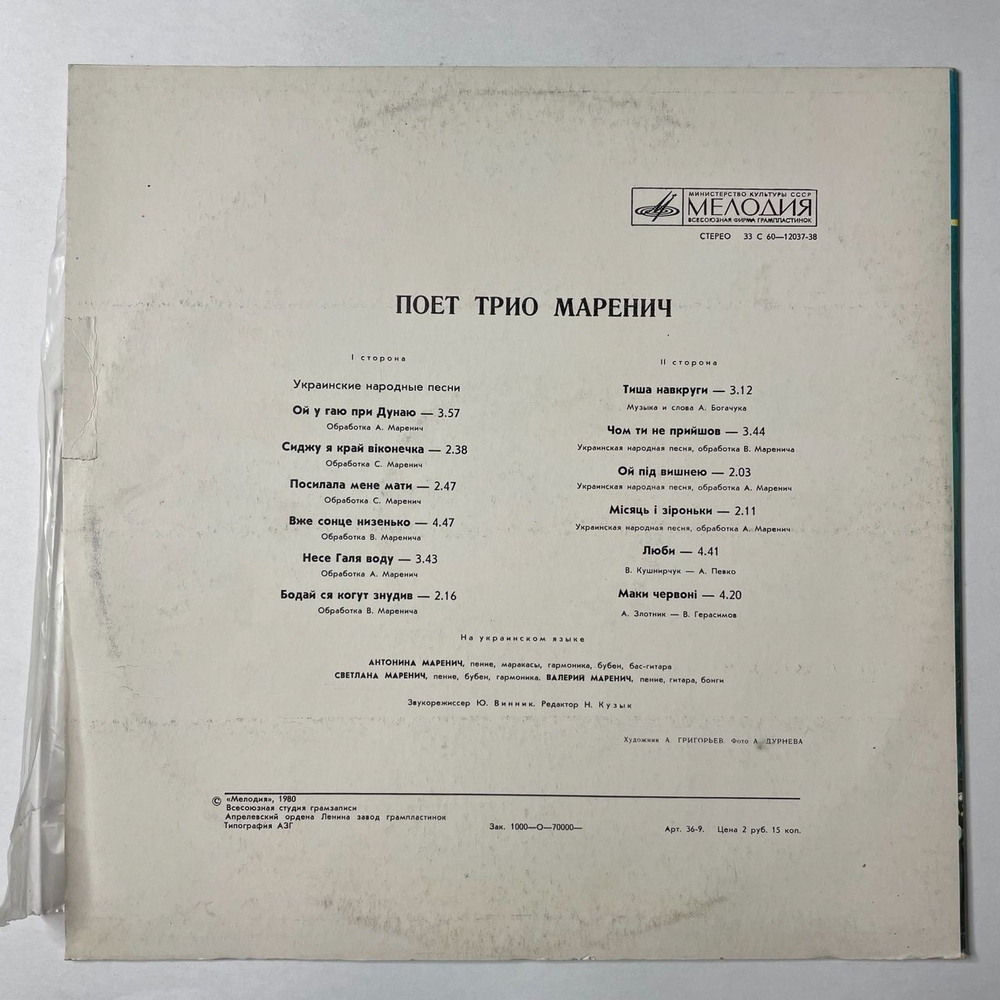 МИНИСТЕРСТВО КУЛЬТУРЫ СССР
МЕЛОДИЯ
ВСЕСОЮЗНАЯ ФИРМА ГРАМПЛАСТИНОК
СТЕРЕО 33 С 60—12037-38
ПОЕТ ТРИО МАРЕНИЧ
I сторона
Украинские народные песни
Ой у гаю при Дунаю — 3.57
Обработка А. Маренич
Сиджу я край віконечка — 2.38
Обработка С. Маренич
Посилала мене мати — 2.47
Обработка С. Маренич
Вже сонце низенько — 4.47
Обработка В. Маренича
Несе Галя воду — 3.43
Обработка А. Маренич
Бодай ся когут знудив — 2.16
Обработка В. Маренича
II сторона
Тиша навкруги — 3.12
Музыка и слова А. Богачука
Чом ти не прийшов — 3.44
Украинская народная песня, обработка В. Маренича
Ой під вишнею — 2.03
Украинская народная песня, обработка А. Маренич
Місяць і зіроньки — 2.11
Украинская народная песня, обработка А. Маренич
Люби — 4.41
В. Кушнирчук — А. Певко
Маки червоні — 4.20
А. Злотник — В. Герасимов
На украинском языке
АНТОНИНА МАРЕНИЧ, пение, маракасы, гармоника, бубен, бас-гитара
СВЕТЛАНА МАРЕНИЧ, пение, бубен, гармоника. ВАЛЕРИЙ МАРЕНИЧ, пение, гитара, бонги
Звукорежиссер Ю. Винник. Редактор Н. Кузык
Художник А. ГРИГОРЬЕВ. Фото А. ДУРНЕВА
© «Мелодия», 1980
Всесоюзная студия грамзаписи
Апрелевский ордена Ленина завод грампластинок
Типография АЗГ
Зак. 1000—О—70000—
Арт. 36-9. Цена 2 руб. 15 коп.